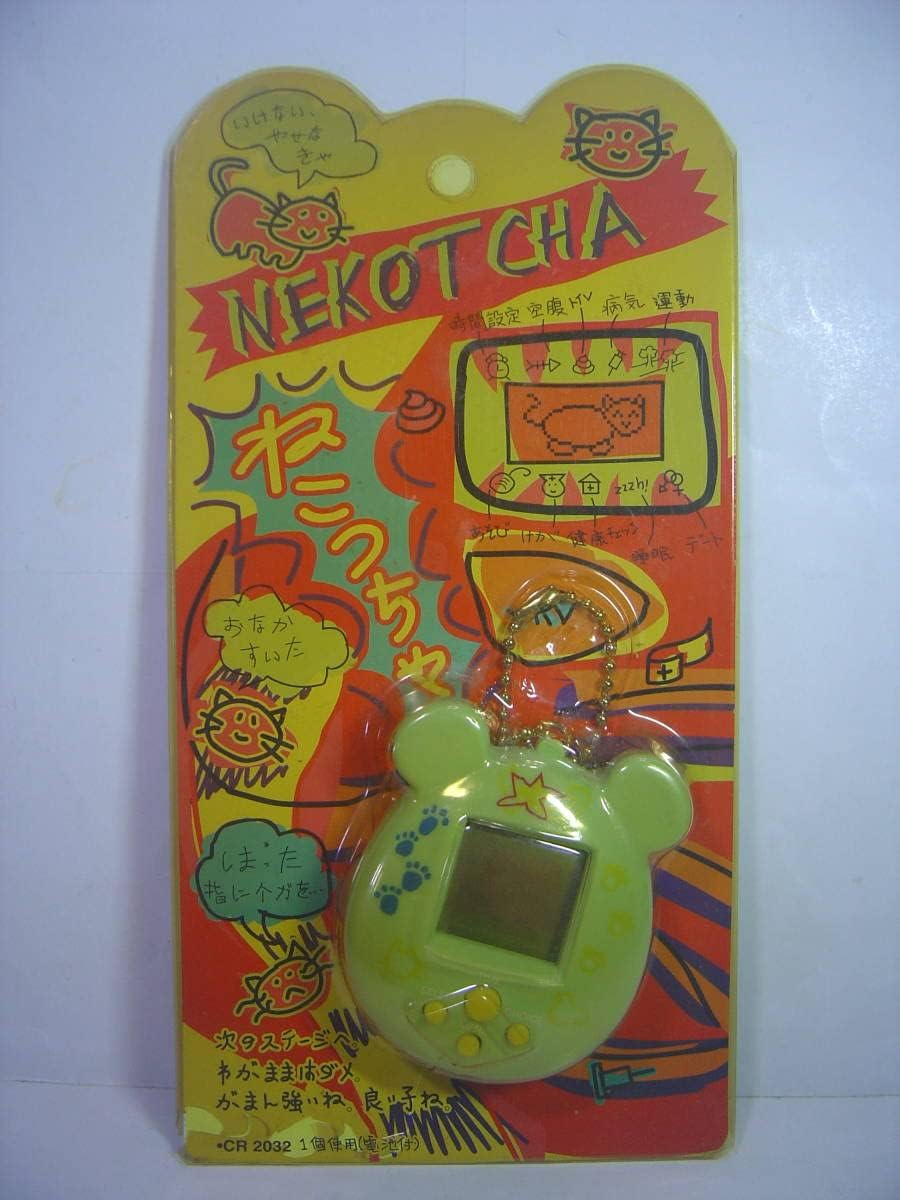 いけない、
やせな
きゃ
NEKOTCHA
時間設定 空腹 トイレ 病気 運動
ねこっちゃ
あそび けが 健康チェック
睡眠 デート
zzzh!
おなか
すいた
しまった
指にケガを…
次のステージへ。
わがままはダメ。
がまん強いね。良い子ね。
•CR 2032 1個使用(電池付)